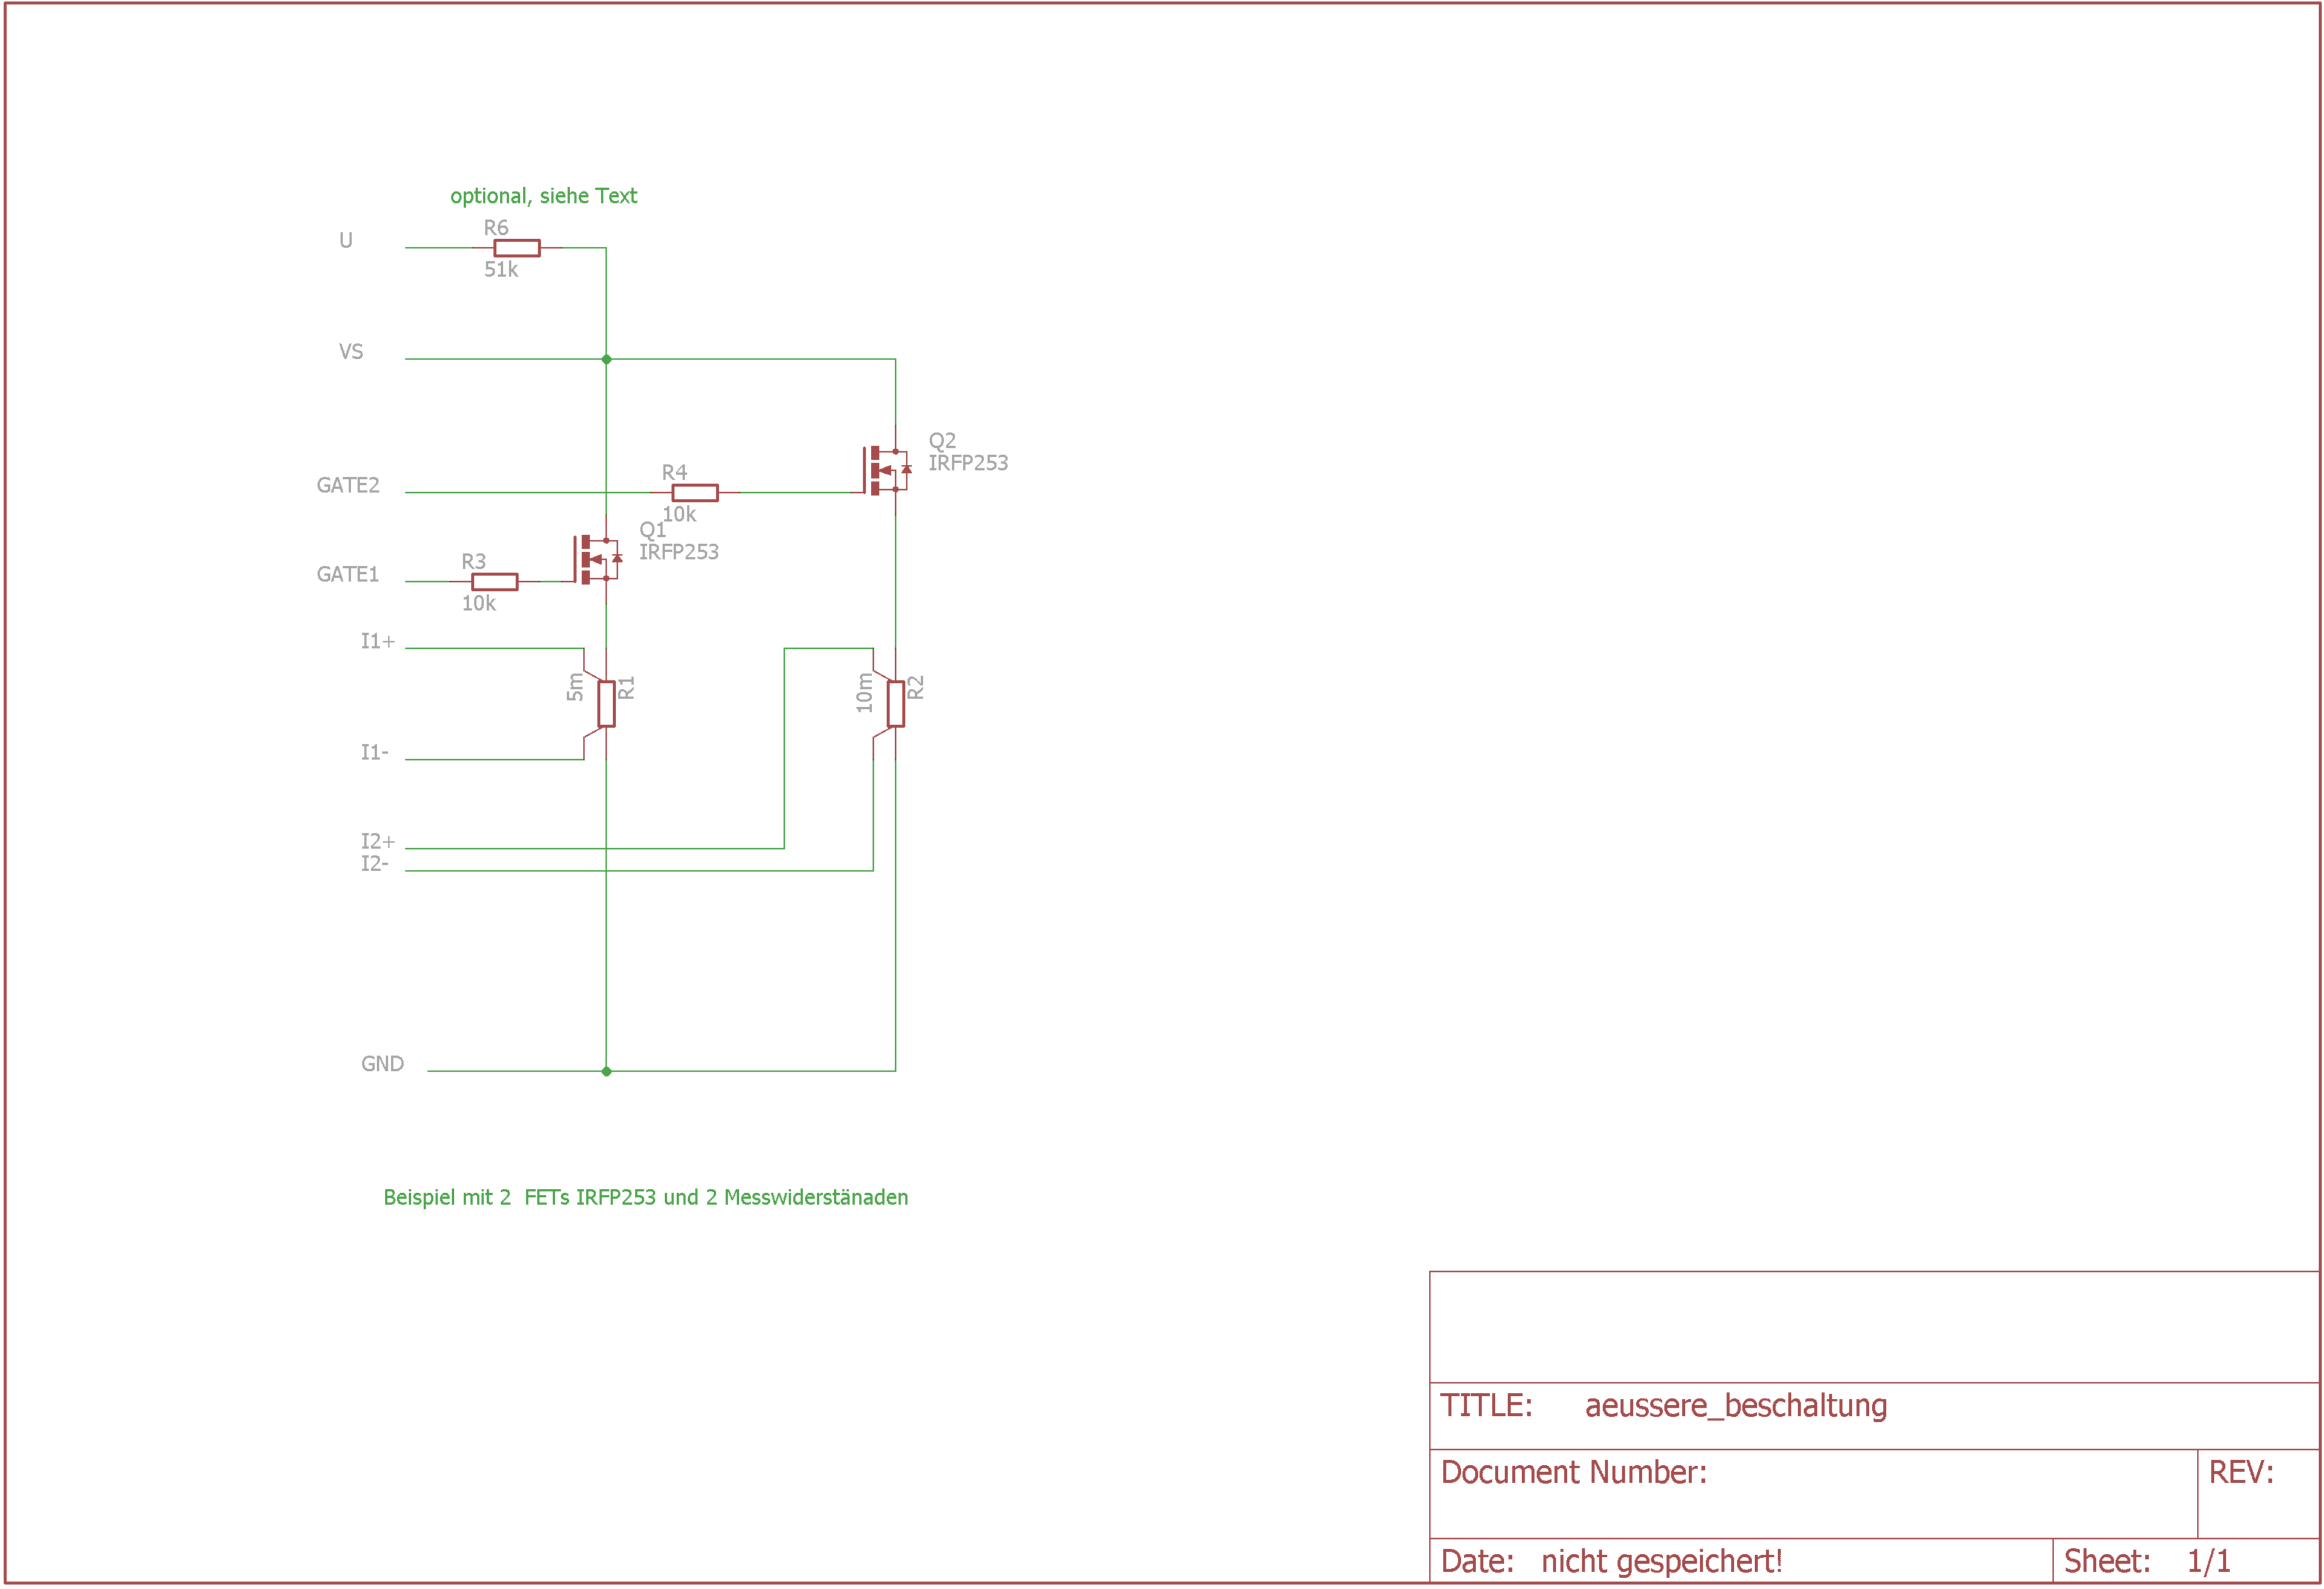 optional, siehe Text
R6
U
51k
VS
Q2
IRFP253
R4
GATE2
10k
Q1
IRFP253
R3
GATE1
10k
I1+
5m
R1
10m
R2
I1-
I2+
I2-
GND
Beispiel mit 2  FETs IRFP253 und 2 Messwiderstänaden
TITLE: aeussere_beschaltung
Document Number:
REV:
Date: nicht gespeichert!
Sheet: 1/1